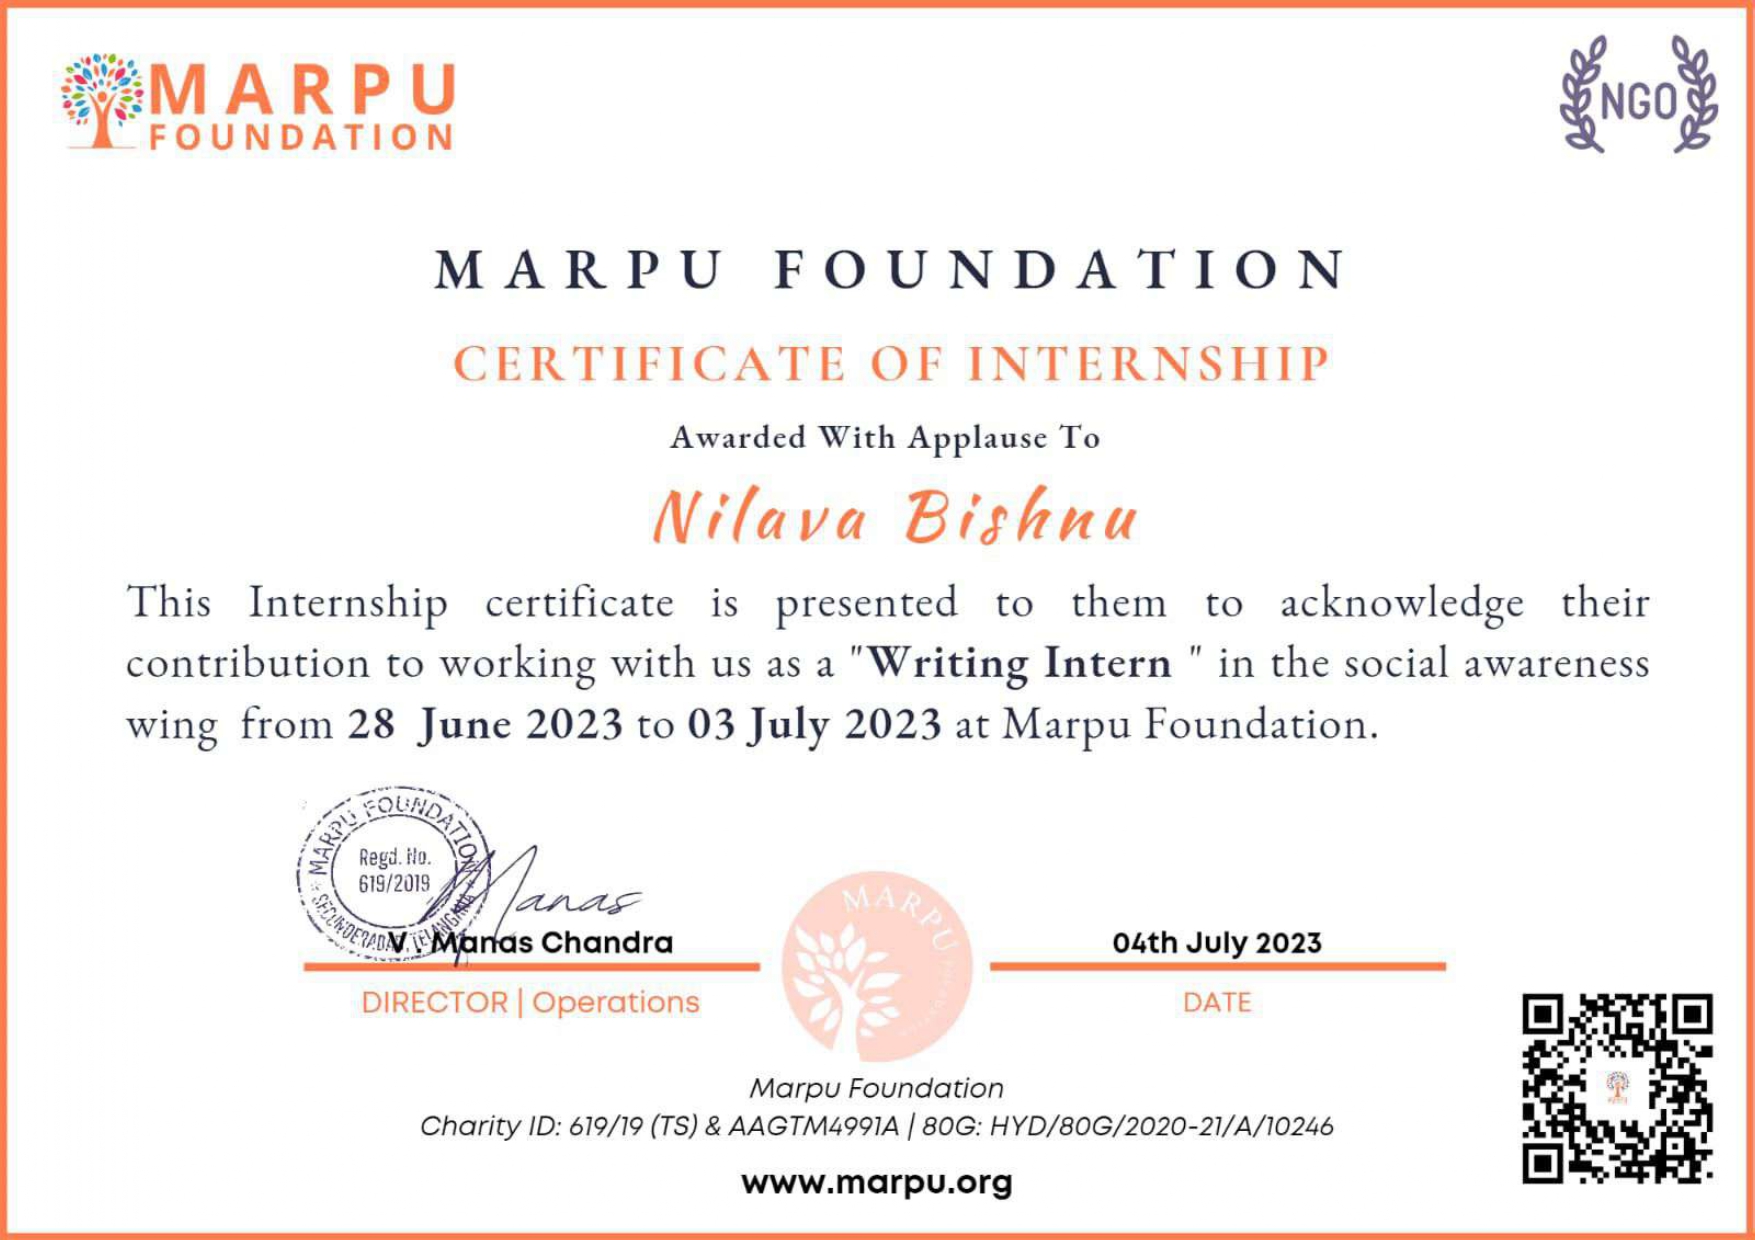 MARPU
FOUNDATION
NGO
MARPU FOUNDATION
CERTIFICATE OF INTERNSHIP
Awarded With Applause To
Nilava Bishnu
This Internship certificate is presented to them to acknowledge their
contribution to working with us as a "Writing Intern " in the social awareness
wing from 28 June 2023 to 03 July 2023 at Marpu Foundation.
MARPU FOUNDATION
Regd. No.
619/2019
SECUNDERABAD, TELANGANA
Manas
V. Manas Chandra
DIRECTOR | Operations
MARPU
04th July 2023
DATE
Marpu Foundation
Charity ID: 619/19 (TS) & AAGTM4991A | 80G: HYD/80G/2020-21/A/10246
www.marpu.org